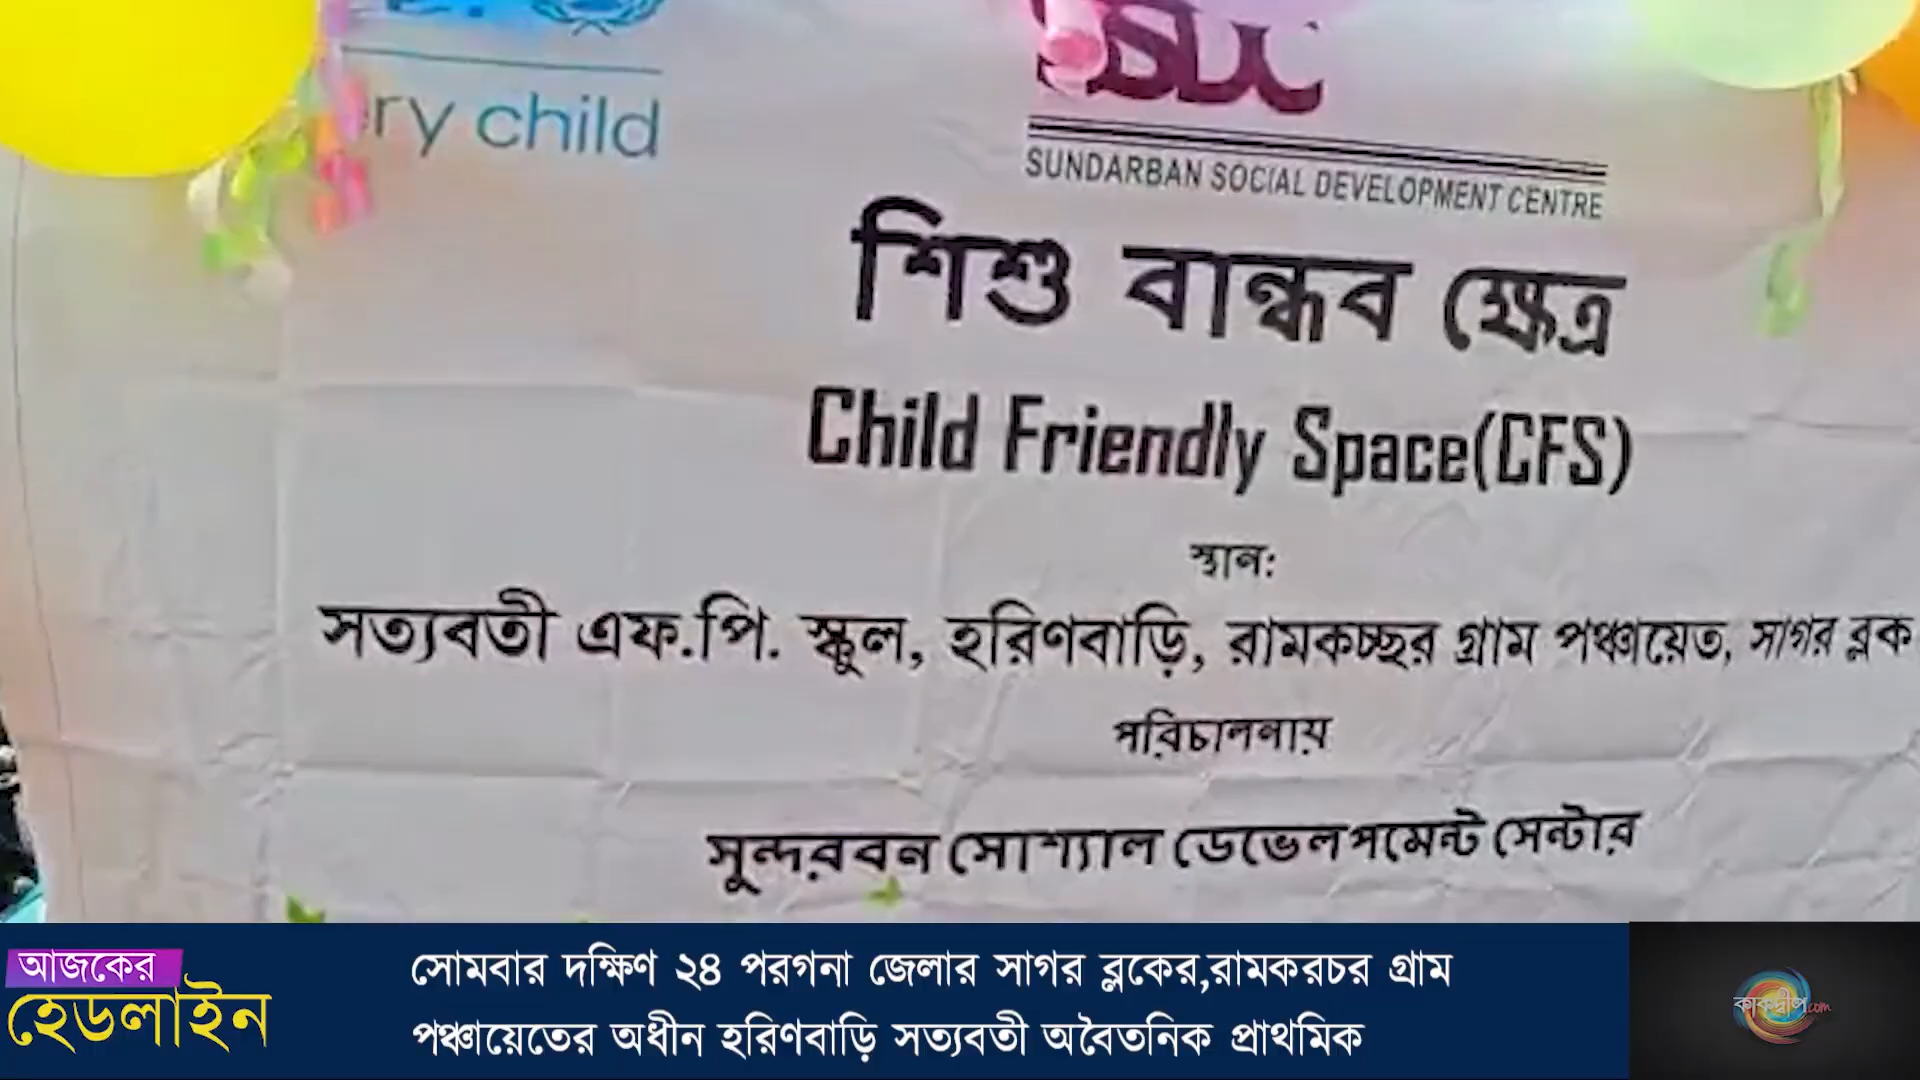 child
SUNDARBAN SOCIAL DEVELOPMENT CENTRE
শিশু বান্ধব ক্ষেত্র
Child Friendly Space(CFS)
স্থান:
সত্যবতী এফ.পি. স্কুল, হরিণবাড়ি, রামকচ্ছর গ্রাম পঞ্চায়েত, সাগর ব্লক
পরিচালনায়
সুন্দরবন সোশ্যাল ডেভেলপমেন্ট সেন্টার
আজকের
হেডলাইন
সোমবার দক্ষিণ ২৪ পরগনা জেলার সাগর ব্লকের,রামকরচর গ্রাম
পঞ্চায়েতের অধীন হরিণবাড়ি সত্যবতী অবৈতনিক প্রাথমিক
কাকদ্বীপ.com